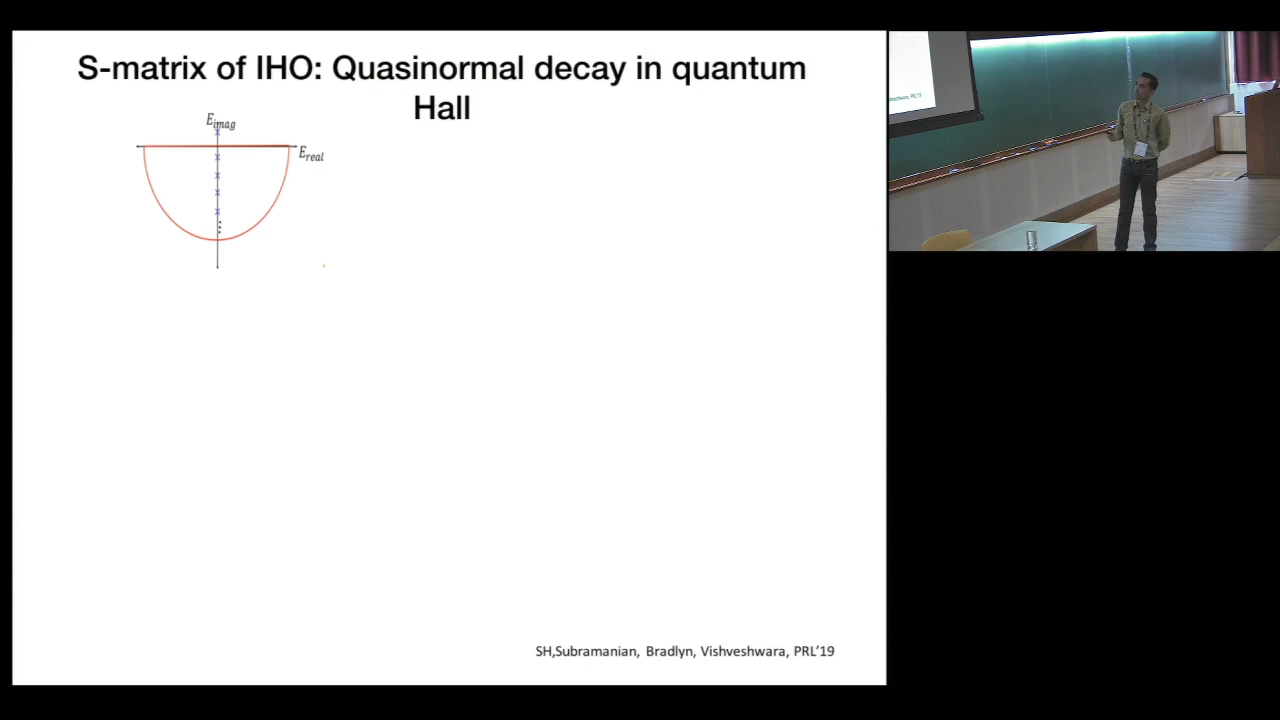 S-matrix of IHO: Quasinormal decay in quantum
Hall
E_imag
E_real
SH,Subramanian, Bradlyn, Vishveshwara, PRL'19